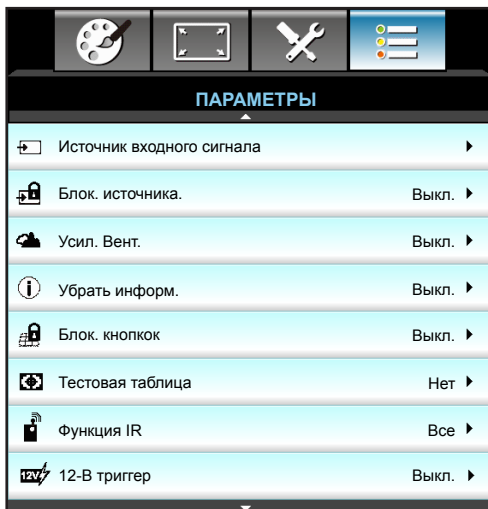 ПАРАМЕТРЫ
Источник входного сигнала
Блок. источника. Выкл.
Усил. Вент. Выкл.
Убрать информ. Выкл.
Блок. кнопкок Выкл.
Тестовая таблица Нет
Функция IR Все
12V 12-В триггер Выкл.